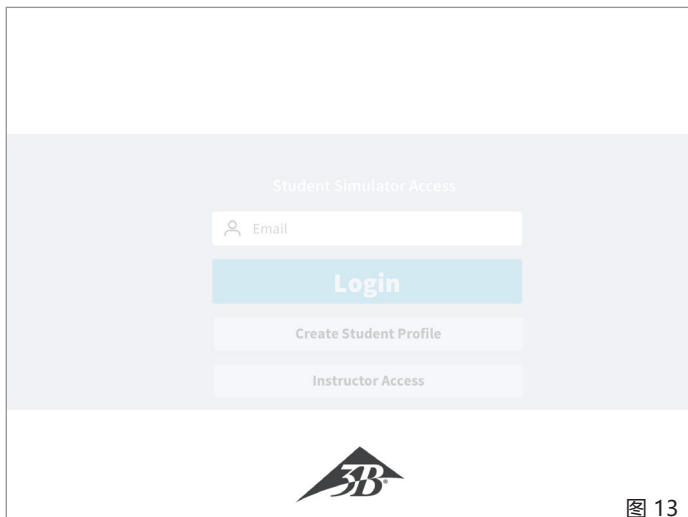 Student Simulator Access
Email
Login
Create Student Profile
Instructor Access
3B®
图 13